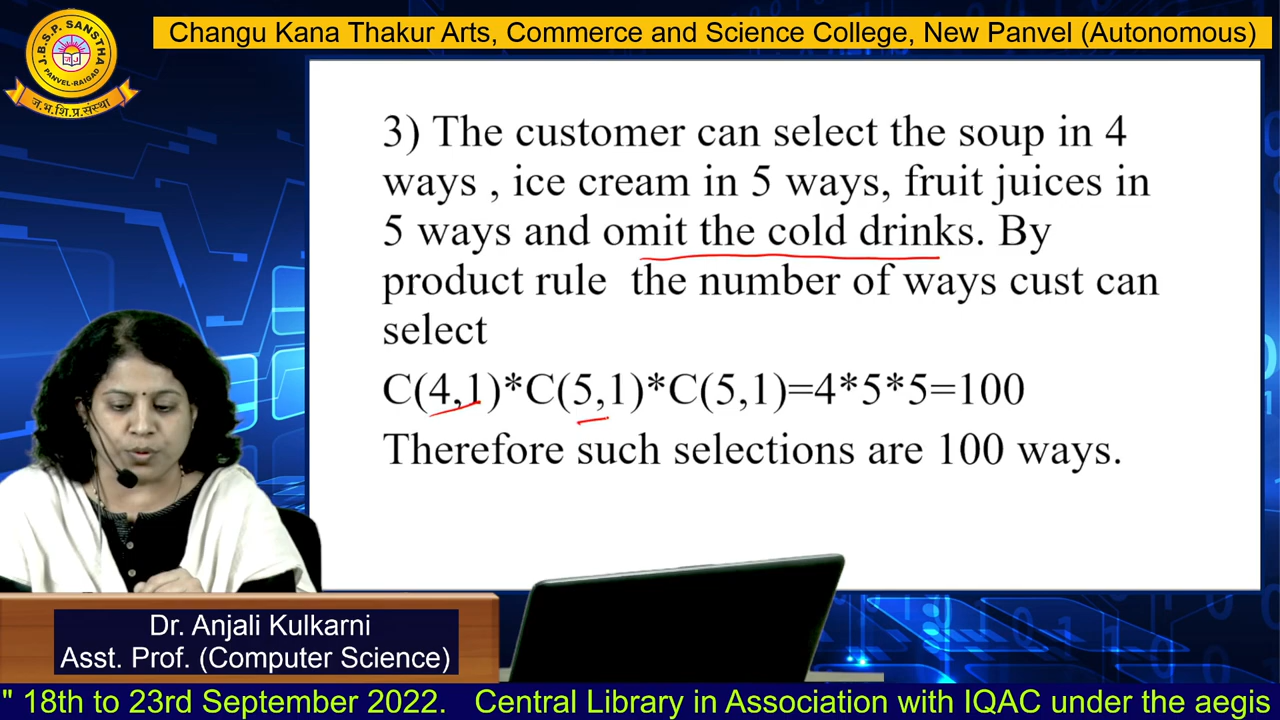 Changu Kana Thakur Arts, Commerce and Science College, New Panvel (Autonomous)
J.B.S.P. SANSTHA
PANVEL-RAIGAD
ज.भ.शि.प्र.संस्था
3) The customer can select the soup in 4
ways , ice cream in 5 ways, fruit juices in
5 ways and omit the cold drinks. By
product rule the number of ways cust can
select
C(4,1)*C(5,1)*C(5,1)=4*5*5=100
Therefore such selections are 100 ways.
Dr. Anjali Kulkarni
Asst. Prof. (Computer Science)
" 18th to 23rd September 2022. Central Library in Association with IQAC under the aegis